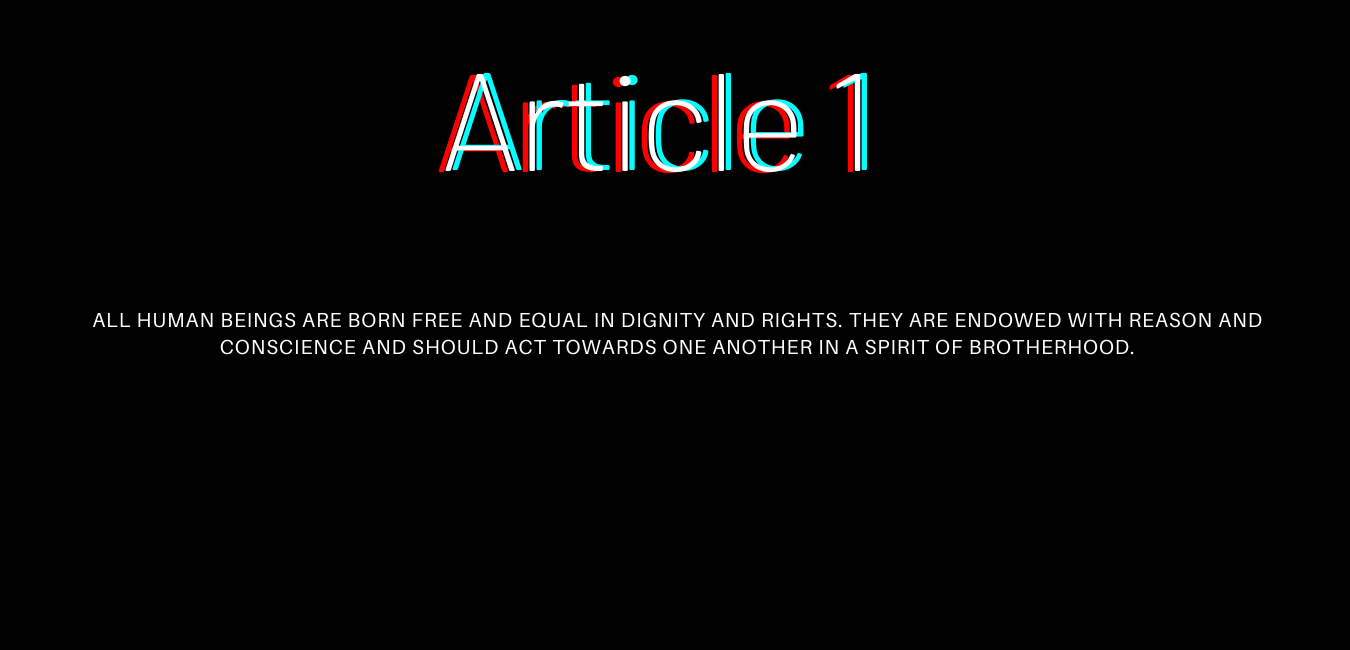 Article 1
ALL HUMAN BEINGS ARE BORN FREE AND EQUAL IN DIGNITY AND RIGHTS. THEY ARE ENDOWED WITH REASON AND
CONSCIENCE AND SHOULD ACT TOWARDS ONE ANOTHER IN A SPIRIT OF BROTHERHOOD.